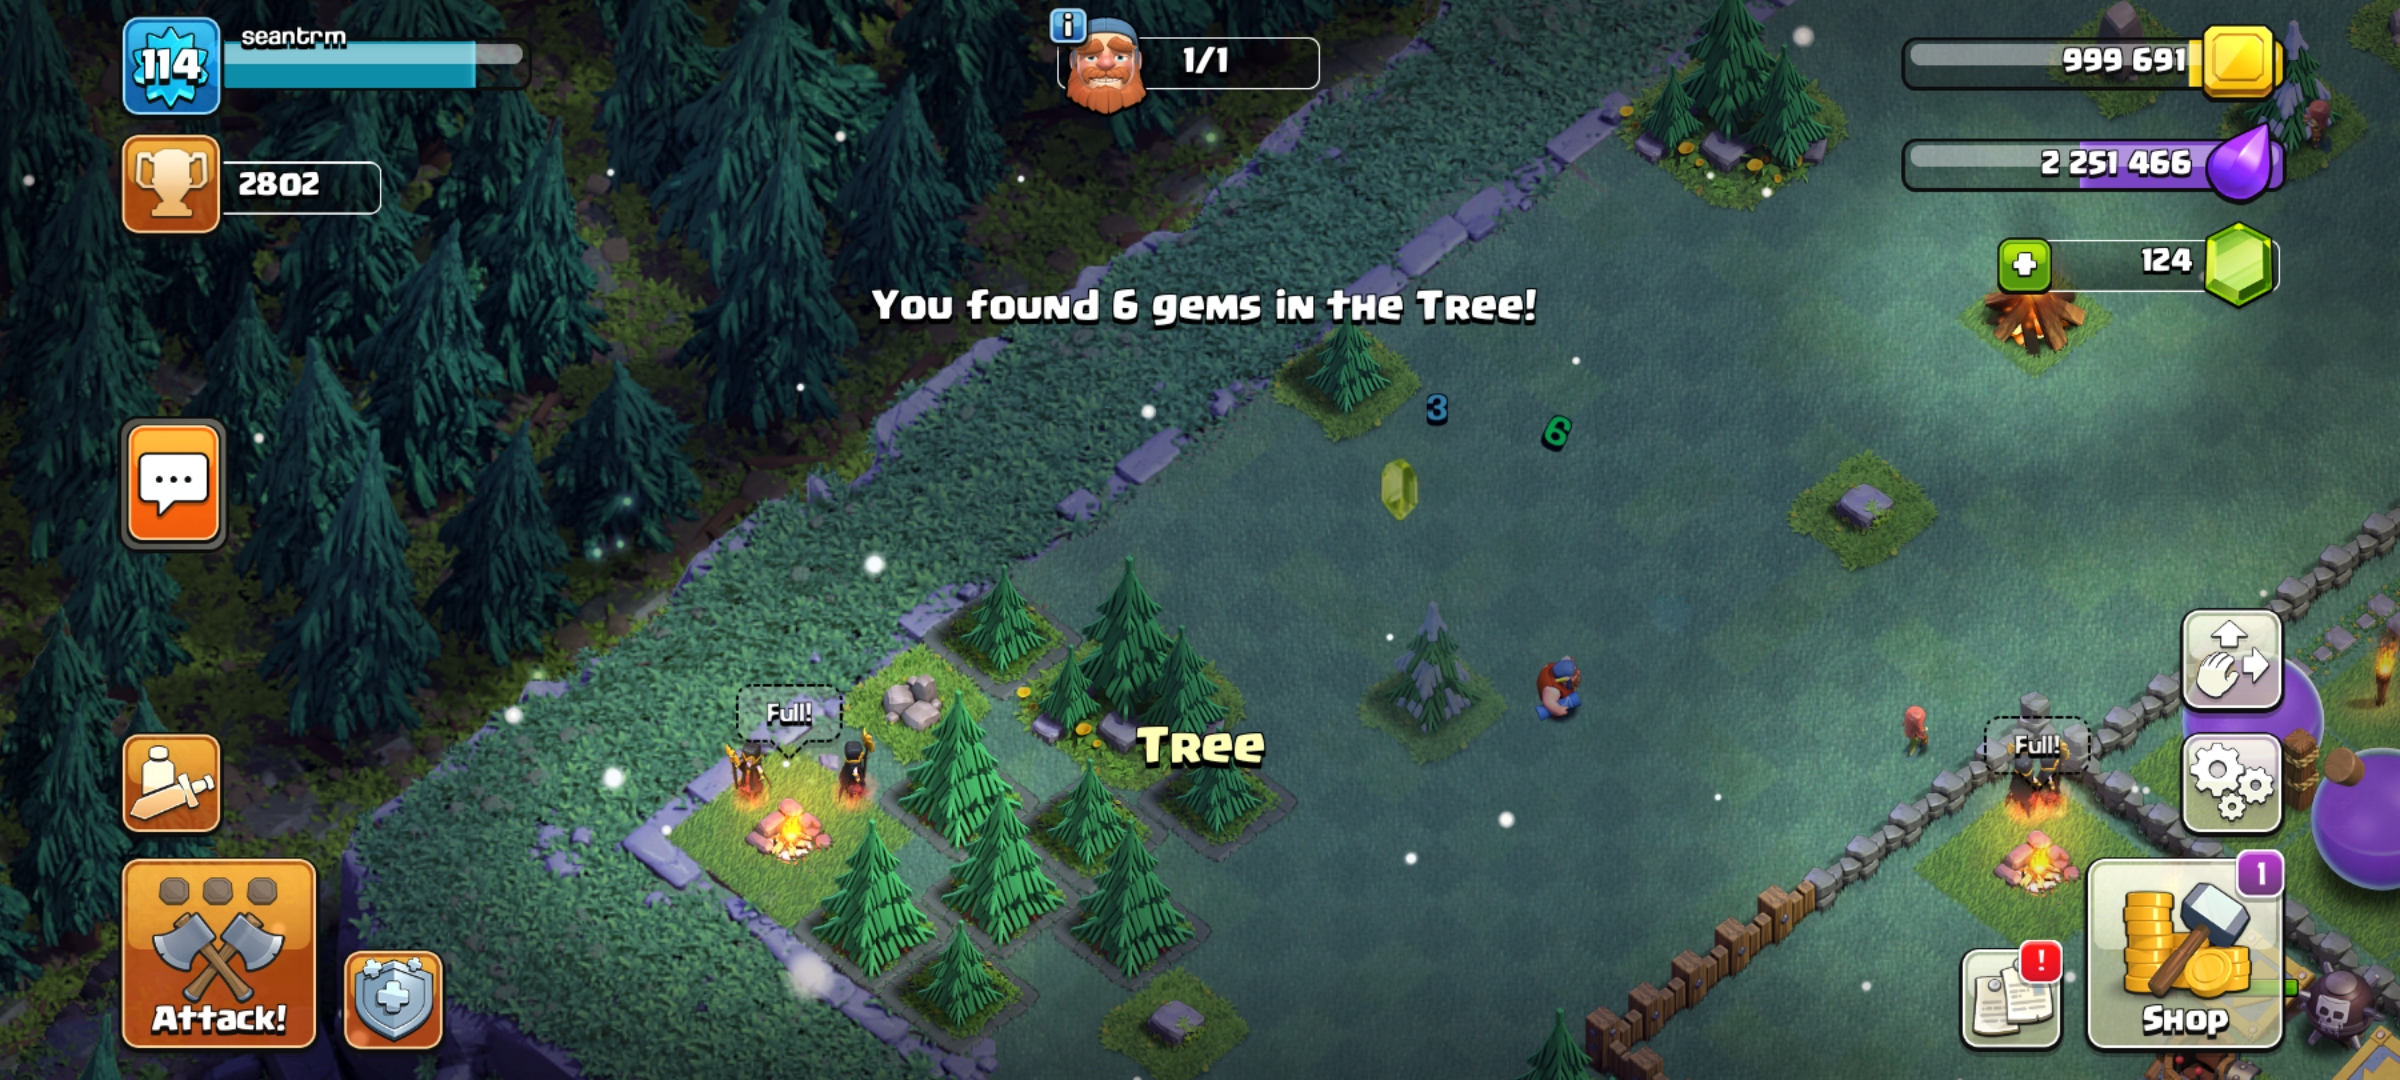 114
seantrm
1/1
999 691
2802
2 251 466
124
You found 6 gems in the Tree!
3
6
Full!
Tree
Full!
1
!
Attack!
Shop